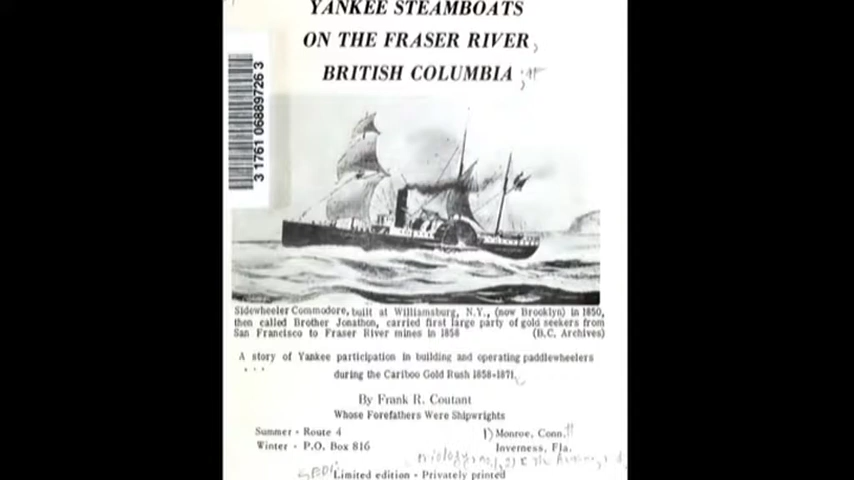 YANKEE STEAMBOATS
ON THE FRASER RIVER,
BRITISH COLUMBIA
3 1761 06889726 3
Sidewheeler Commodore, built at Williamsburg, N.Y., (now Brooklyn) in 1850,
then called Brother Jonathon, carried first large party of gold seekers from
San Francisco to Fraser River mines in 1858 (B.C. Archives)
A story of Yankee participation in building and operating paddlewheelers
during the Cariboo Gold Rush 1858-1871
By Frank R. Coutant
Whose Forefathers Were Shipwrights
Summer - Route 4 1) Monroe, Conn.
Winter - P.O. Box 816 Inverness, Fla.
Limited edition - Privately printed